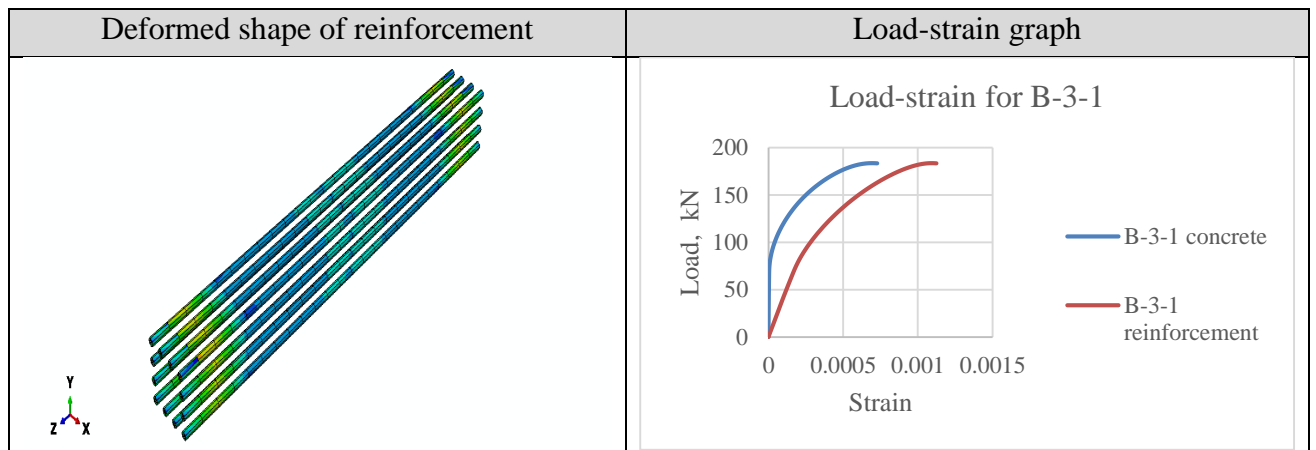 Deformed shape of reinforcement
Load-strain graph
Y
Z
X
Load-strain for B-3-1
Load, kN
200
150
100
50
0
0 0.0005 0.001 0.0015
Strain
B-3-1 concrete
B-3-1
reinforcement